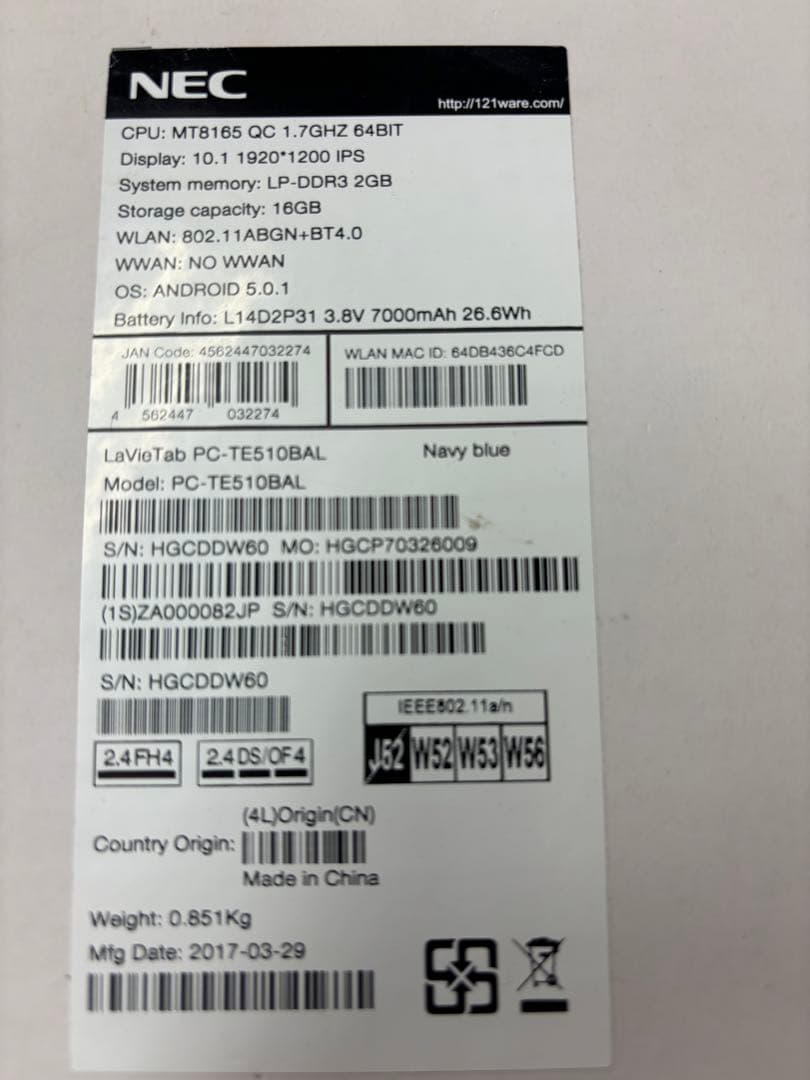 NEC
http://121ware.com/
CPU: MT8165 QC 1.7GHZ 64BIT
Display: 10.1 1920*1200 IPS
System memory: LP-DDR3 2GB
Storage capacity: 16GB
WLAN: 802.11ABGN+BT4.0
WWAN: NO WWAN
OS: ANDROID 5.0.1
Battery Info: L14D2P31 3.8V 7000mAh 26.6Wh
JAN Code: 4562447032274
4 562447 032274
WLAN MAC ID: 64DB436C4FCD
LaVieTab PC-TE510BAL Navy blue
Model: PC-TE510BAL
S/N: HGCDDW60 MO: HGCP70326009
(1S)ZA000082JP S/N: HGCDDW60
S/N: HGCDDW60
IEEE802.11a/n
J52 W52 W53 W56
2.4FH4 2.4DS/OF4
(4L)Origin(CN)
Country Origin:
Made in China
Weight: 0.851Kg
Mfg Date: 2017-03-29